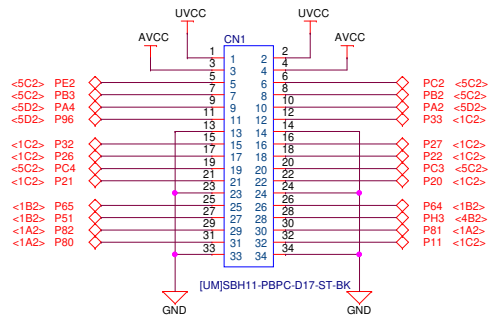 UVCC UVCC
AVCC CN1 AVCC
1 1 2 2
3 3 4 4
<5C2> PE2 5 5 6 6 PC2 <5C2>
<5C2> PB3 7 7 8 8 PB2 <5C2>
<5D2> PA4 9 9 10 10 PA2 <5D2>
<5D2> P96 11 11 12 12 P33 <1C2>
13 13 14 14
<1C2> P32 15 15 16 16 P27 <1C2>
<1C2> P26 17 17 18 18 P22 <1C2>
<5C2> PC4 19 19 20 20 PC3 <5C2>
<1C2> P21 21 21 22 22 P20 <1C2>
23 23 24 24
<1B2> P65 25 25 26 26 P64 <1B2>
<1B2> P51 27 27 28 28 PH3 <4B2>
<1A2> P82 29 29 30 30 P81 <1A2>
<1A2> P80 31 31 32 32 P11 <1C2>
33 33 34 34
[UM]SBH11-PBPC-D17-ST-BK
GND GND